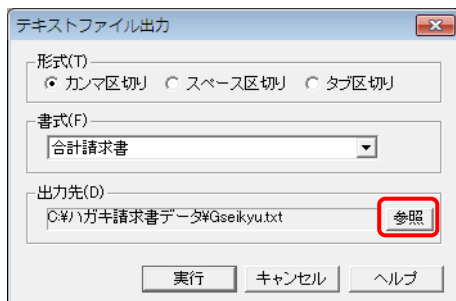 テキストファイル出力
形式(T)
カンマ区切り スペース区切り タブ区切り
書式(F)
合計請求書
出力先(D)
C:¥ハガキ請求書データ¥Gseikyu.txt 参照
実行 キャンセル ヘルプ